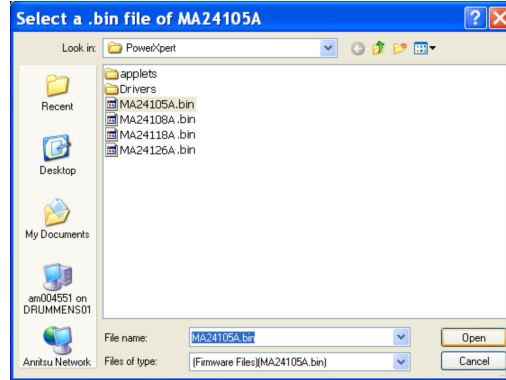 Select a .bin file of MA24105A
Look in:
PowerXpert
Recent
Desktop
My Documents
am004551 on
DRUMMENS01
Anritsu Network
applets
Drivers
MA24105A.bin
MA24108A.bin
MA24118A.bin
MA24126A.bin
File name:
MA24105A.bin
Open
Files of type:
(Firmware Files)(MA24105A.bin)
Cancel